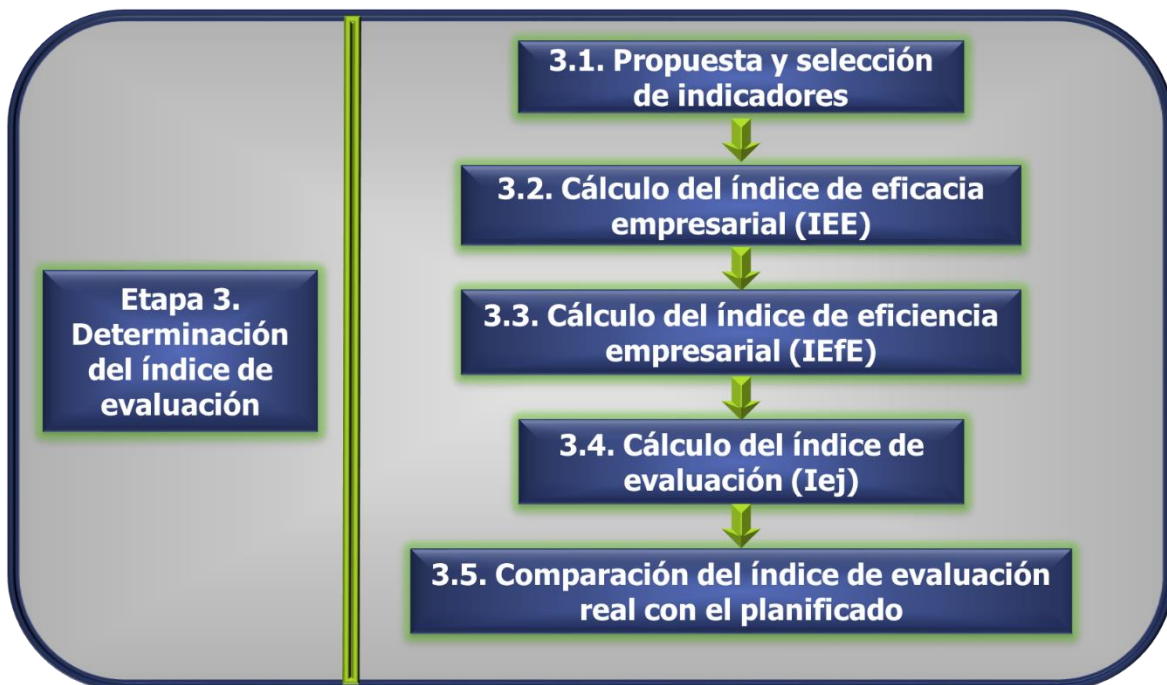 Etapa 3.
Determinación
del índice de
evaluación
3.1. Propuesta y selección
de indicadores
3.2. Cálculo del índice de eficacia
empresarial (IEE)
3.3. Cálculo del índice de eficiencia
empresarial (IEfE)
3.4. Cálculo del índice de
evaluación (Iej)
3.5. Comparación del índice de evaluación
real con el planificado